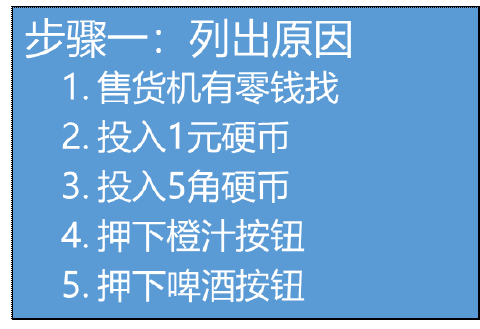 步骤一：列出原因
1. 售货机有零钱找
2. 投入1元硬币
3. 投入5角硬币
4. 押下橙汁按钮
5. 押下啤酒按钮